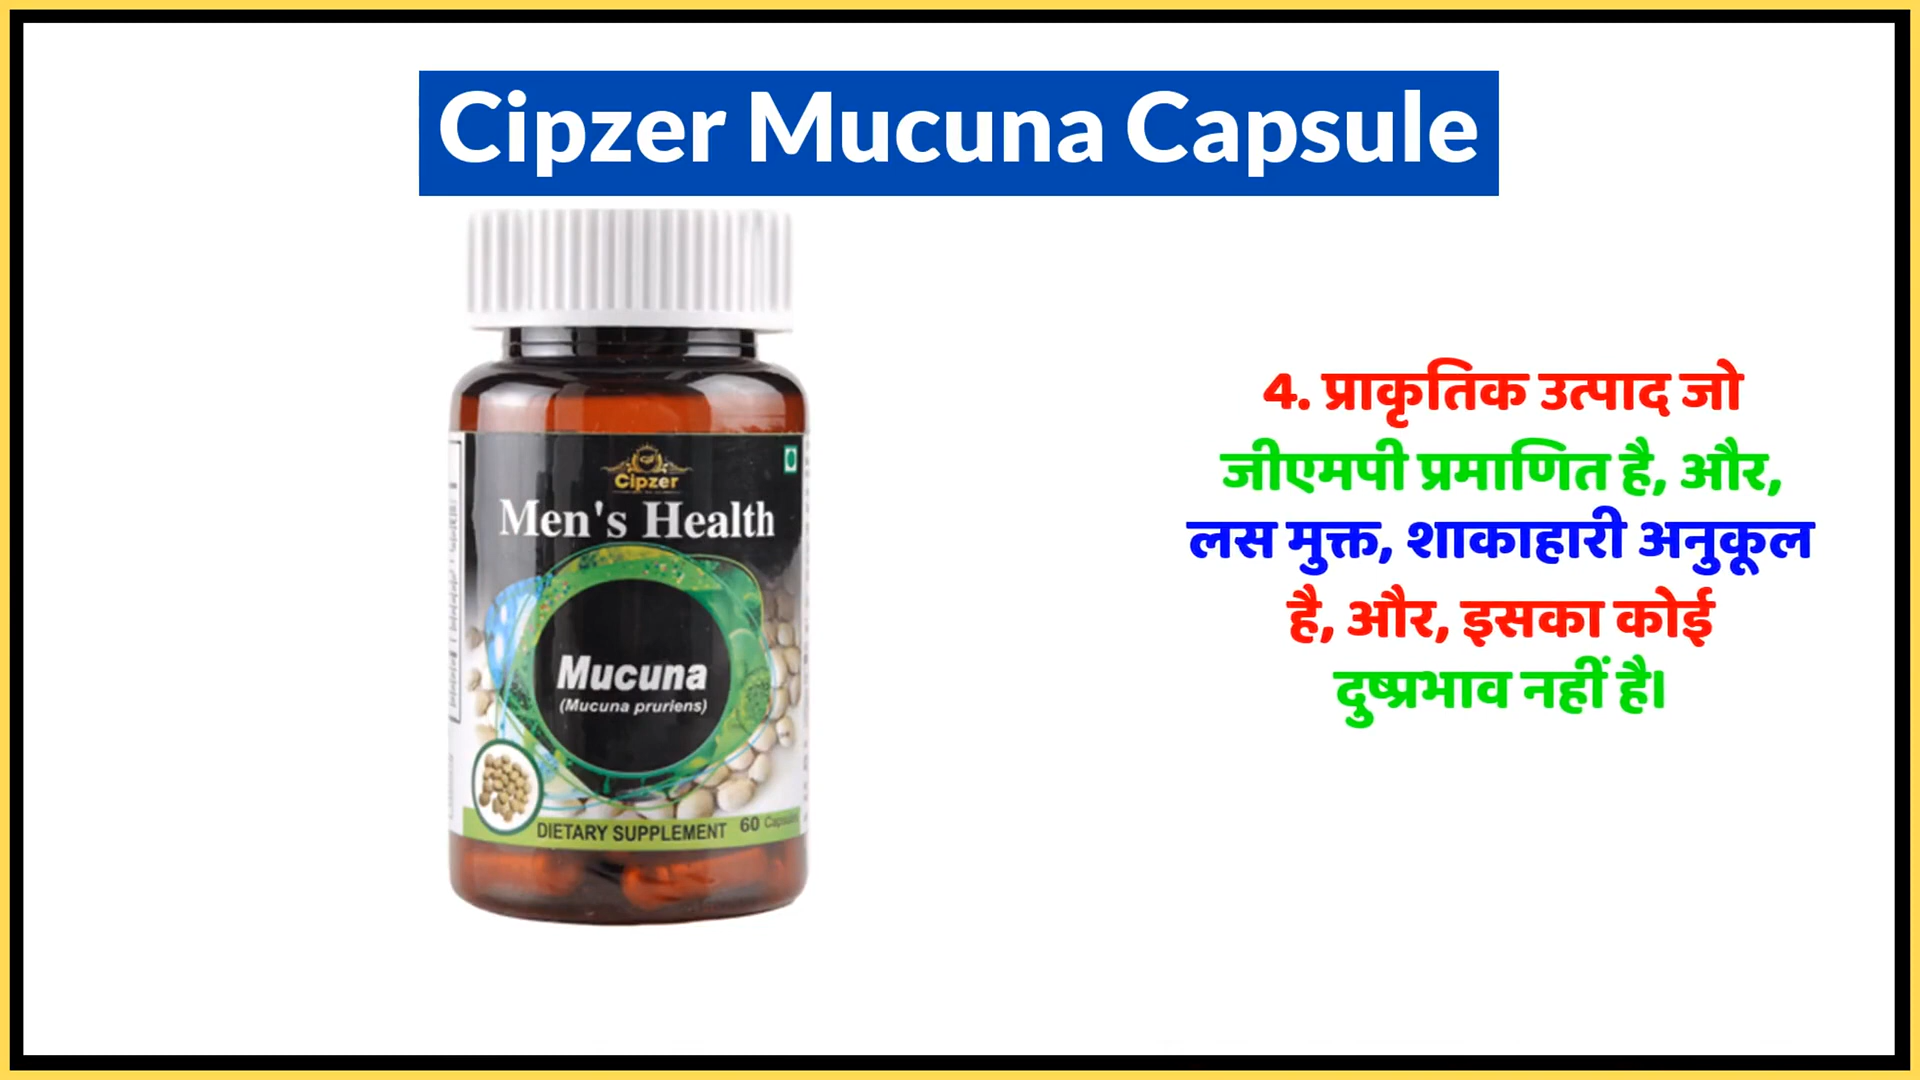 Cipzer Mucuna Capsule
Cipzer
Men's Health
Mucuna
(Mucuna pruriens)
DIETARY SUPPLEMENT 60 Capsules
4. प्राकृतिक उत्पाद जो
जीएमपी प्रमाणित है, और,
लस मुक्त, शाकाहारी अनुकूल
है, और, इसका कोई
दुष्प्रभाव नहीं है।